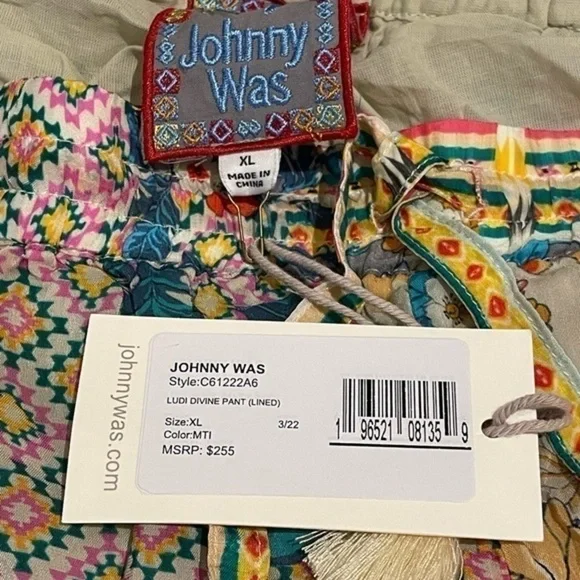 Johnny
Was
XL
MADE IN
CHINA
johnnywas.com
JOHNNY WAS
Style:C61222A6
LUDI DIVINE PANT (LINED)
Size:XL 3/22
Color:MTI
MSRP: $255
1 96521 08135 9